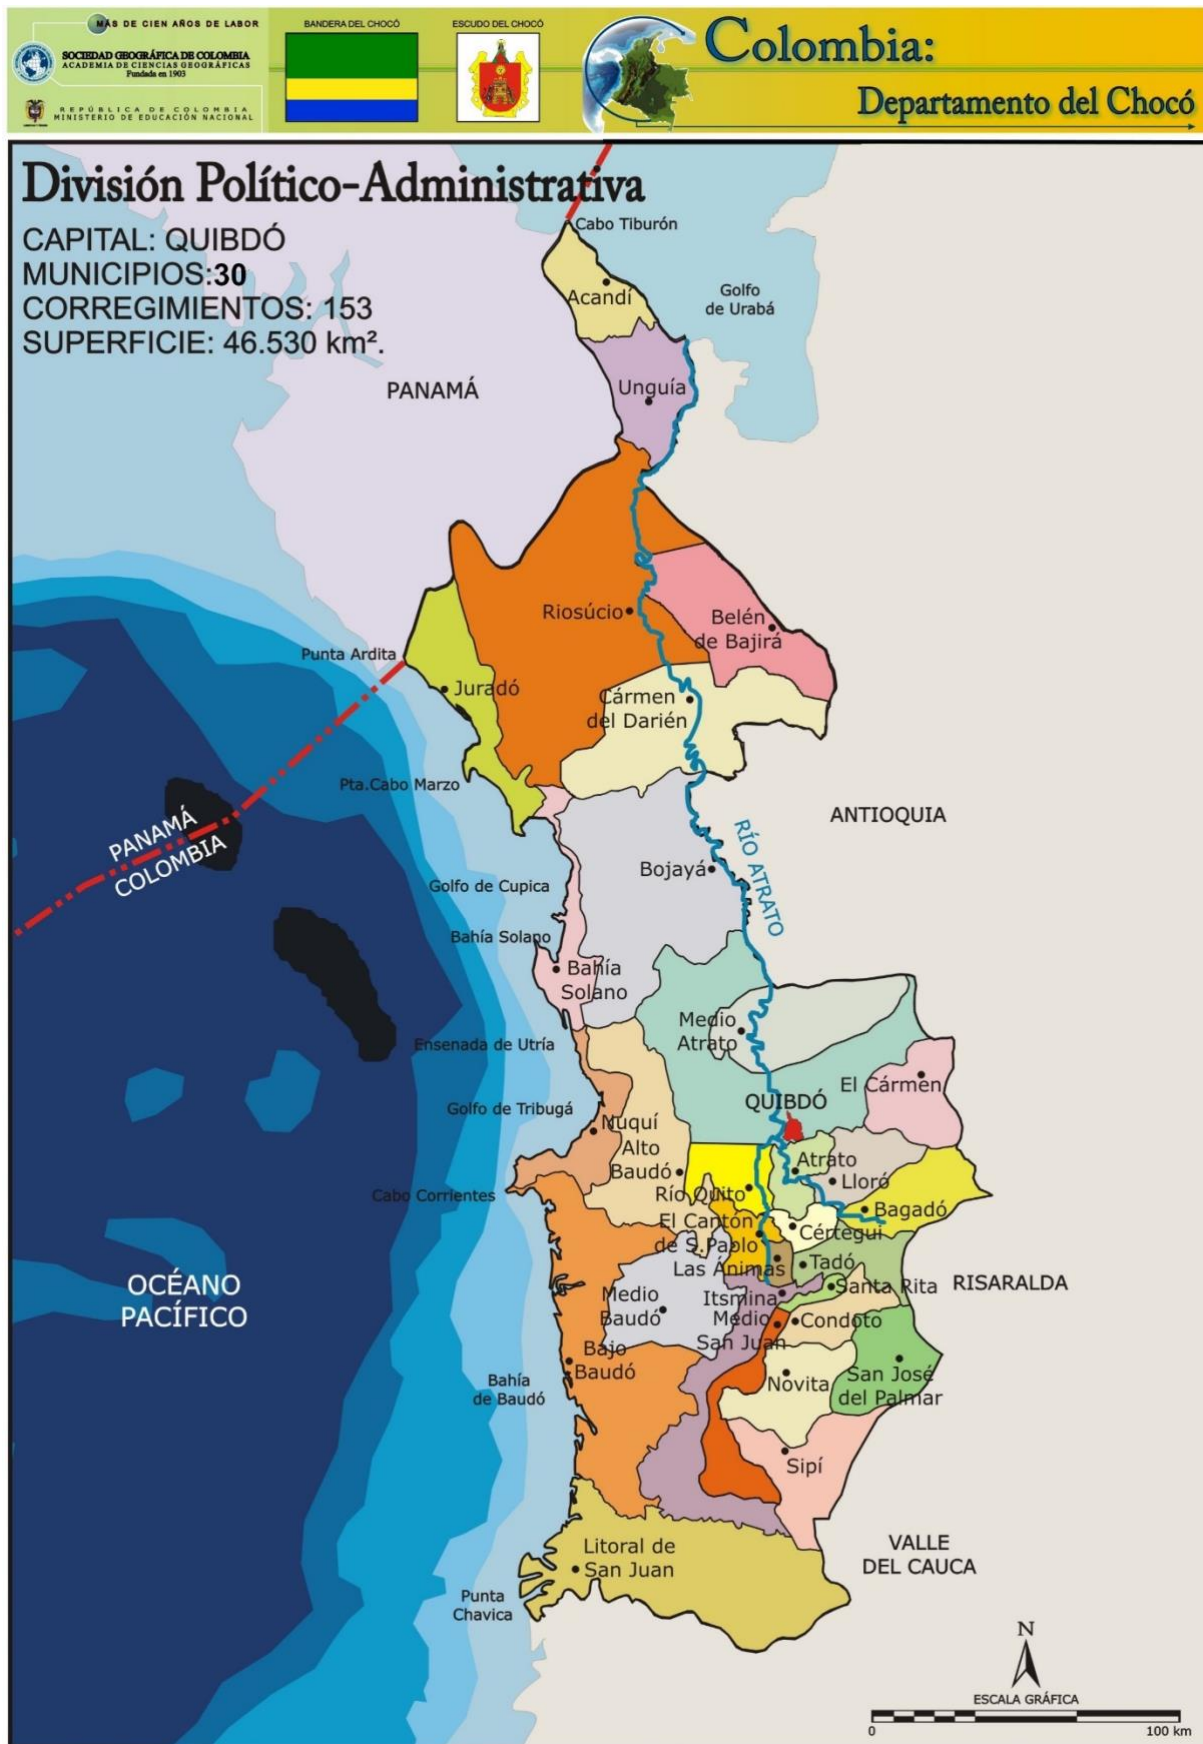 MÁS DE CIEN AÑOS DE LABOR
SOCIEDAD GEOGRÁFICA DE COLOMBIA
ACADEMIA DE CIENCIAS GEOGRÁFICAS
Fundada en 1903
REPÚBLICA DE COLOMBIA
MINISTERIO DE EDUCACIÓN NACIONAL
BANDERA DEL CHOCÓ
ESCUDO DEL CHOCÓ
Colombia:
Departamento del Chocó
División Político-Administrativa
CAPITAL: QUIBDÓ
MUNICIPIOS:30
CORREGIMIENTOS: 153
SUPERFICIE: 46.530 km².
Cabo Tiburón
Acandí
Golfo
de Urabá
PANAMÁ
Unguía
Riosúcio
Belén
de Bajirá
Punta Ardita
Juradó
Cármen
del Darién
Pta.Cabo Marzo
PANAMÁ
COLOMBIA
ANTIOQUIA
RÍO ATRATO
Bojayá
Golfo de Cupica
Bahía Solano
Bahía
Solano
Medio
Atrato
Ensenada de Utría
El Cármen
QUIBDÓ
Golfo de Tribugá
Nuquí
Alto
Baudó
Atrato
Lloró
Cabo Corrientes
Río Quito
Bagadó
El Cantón
de S.Pablo
Cértegui
Las Ánimas
Tadó
OCÉANO
PACÍFICO
RISARALDA
Santa Rita
Itsmina
Medio
Baudó
Medio
San Juan
Condoto
Bajo
Baudó
San José
del Palmar
Novita
Bahía
de Baudó
Sipí
Litoral de
San Juan
VALLE
DEL CAUCA
Punta
Chavica
N
ESCALA GRÁFICA
0
100 km